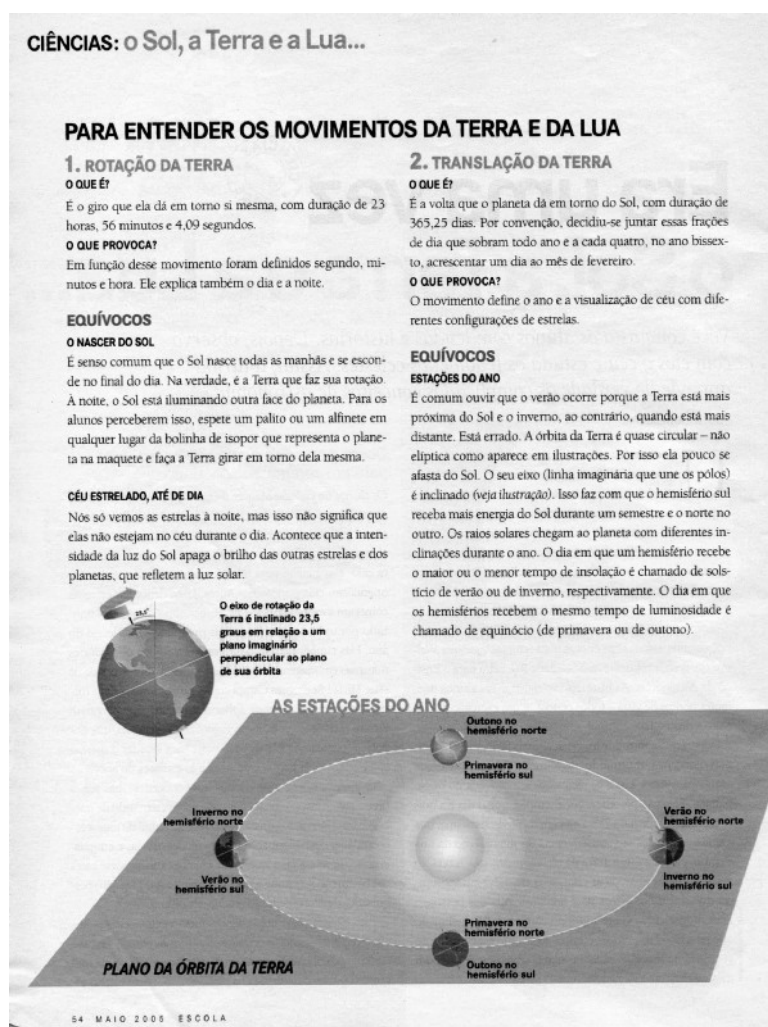 CIÊNCIAS: o Sol, a Terra e a Lua...
PARA ENTENDER OS MOVIMENTOS DA TERRA E DA LUA
1. ROTAÇÃO DA TERRA
O QUE É?
É o giro que ela dá em torno si mesma, com duração de 23
horas, 56 minutos e 4,09 segundos.
O QUE PROVOCA?
Em função desse movimento foram definidos segundo, mi-
nutos e hora. Ele explica também o dia e a noite.
EQUÍVOCOS
O NASCER DO SOL
É senso comum que o Sol nasce todas as manhãs e se escon-
de no final do dia. Na verdade, é a Terra que faz sua rotação.
À noite, o Sol está iluminando outra face do planeta. Para os
alunos perceberem isso, espete um palito ou um alfinete em
qualquer lugar da bolinha de isopor que representa o plane-
ta na maquete e faça a Terra girar em torno dela mesma.
CÉU ESTRELADO, ATÉ DE DIA
Nós só vemos as estrelas à noite, mas isso não significa que
elas não estejam no céu durante o dia. Acontece que a inten-
sidade da luz do Sol apaga o brilho das outras estrelas e dos
planetas, que refletem a luz solar.
2. TRANSLAÇÃO DA TERRA
O QUE É?
É a volta que o planeta dá em torno do Sol, com duração de
365,25 dias. Por convenção, decidiu-se juntar essas frações
de dia que sobram todo ano e a cada quatro, no ano bissex-
to, acrescentar um dia ao mês de fevereiro.
O QUE PROVOCA?
O movimento define o ano e a visualização de céu com dife-
rentes configurações de estrelas.
EQUÍVOCOS
ESTAÇÕES DO ANO
É comum ouvir que o verão ocorre porque a Terra está mais
próxima do Sol e o inverno, ao contrário, quando está mais
distante. Está errado. A órbita da Terra é quase circular – não
elíptica como aparece em ilustrações. Por isso ela pouco se
afasta do Sol. O seu eixo (linha imaginária que une os pólos)
é inclinado (veja ilustração). Isso faz com que o hemisfério sul
receba mais energia do Sol durante um semestre e o norte no
outro. Os raios solares chegam ao planeta com diferentes in-
clinações durante o ano. O dia em que um hemisfério recebe
o maior ou o menor tempo de insolação é chamado de sols-
tício de verão ou de inverno, respectivamente. O dia em que
os hemisférios recebem o mesmo tempo de luminosidade é
chamado de equinócio (de primavera ou de outono).
23,5°
O eixo de rotação da
Terra é inclinado 23,5
graus em relação a um
plano imaginário
perpendicular ao plano
de sua órbita
AS ESTAÇÕES DO ANO
Outono no
hemisfério norte
Primavera no
hemisfério sul
Inverno no
hemisfério norte
Verão no
hemisfério sul
Verão no
hemisfério norte
Inverno no
hemisfério sul
Primavera no
hemisfério norte
Outono no
hemisfério sul
PLANO DA ÓRBITA DA TERRA
54 MAIO 2005 ESCOLA